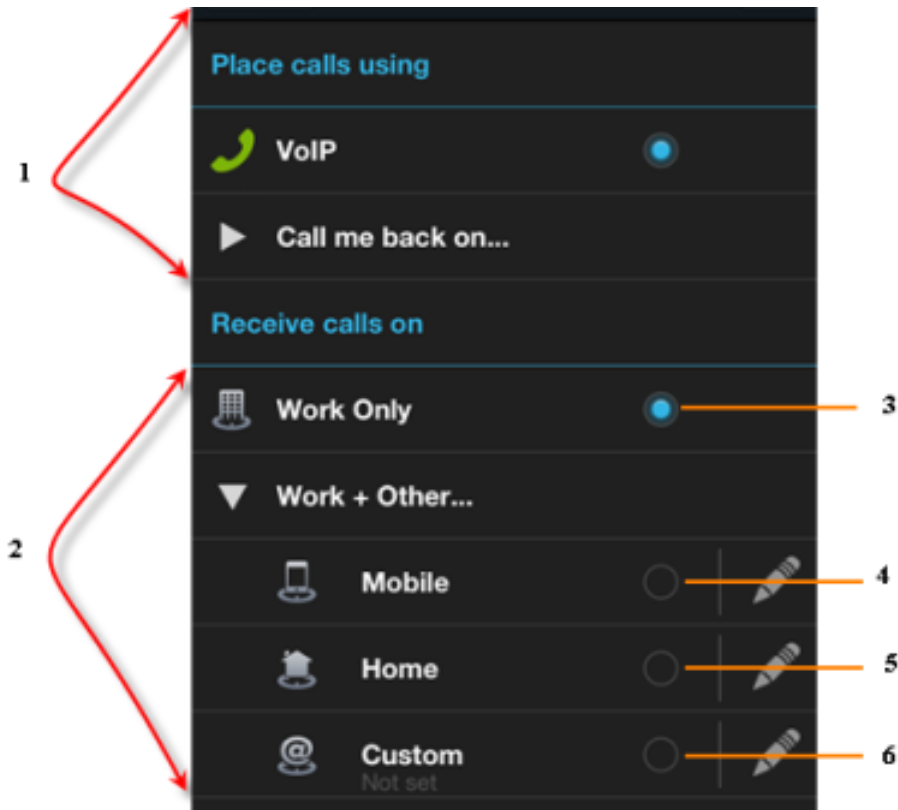 Place calls using
VoIP
1
Call me back on...
Receive calls on
Work Only
3
Work + Other...
2
Mobile
4
Home
5
Custom
6
Not set